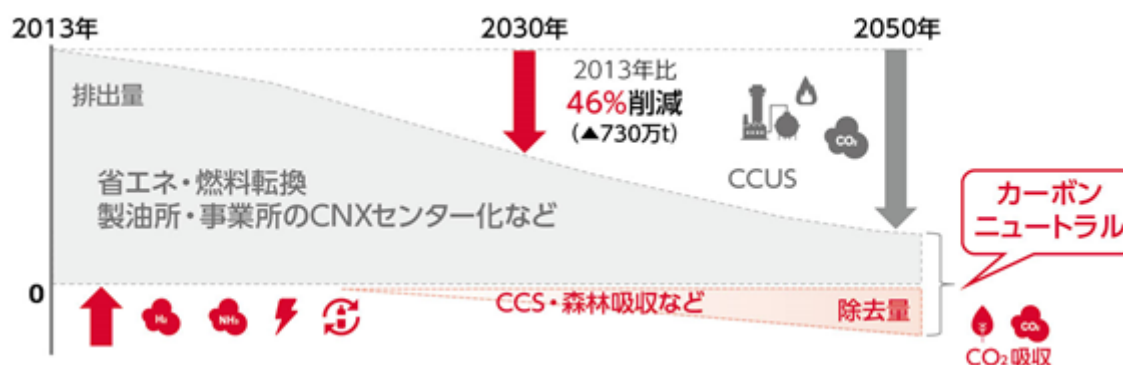 2013年
2030年
2050年
排出量
2013年比
46%削減
(▲730万t)
CO₂
CCUS
省エネ・燃料転換
製油所・事業所のCNXセンター化など
カーボン
ニュートラル
0
H₂
NH₃
CCS・森林吸収など
除去量
CO₂
CO₂吸収